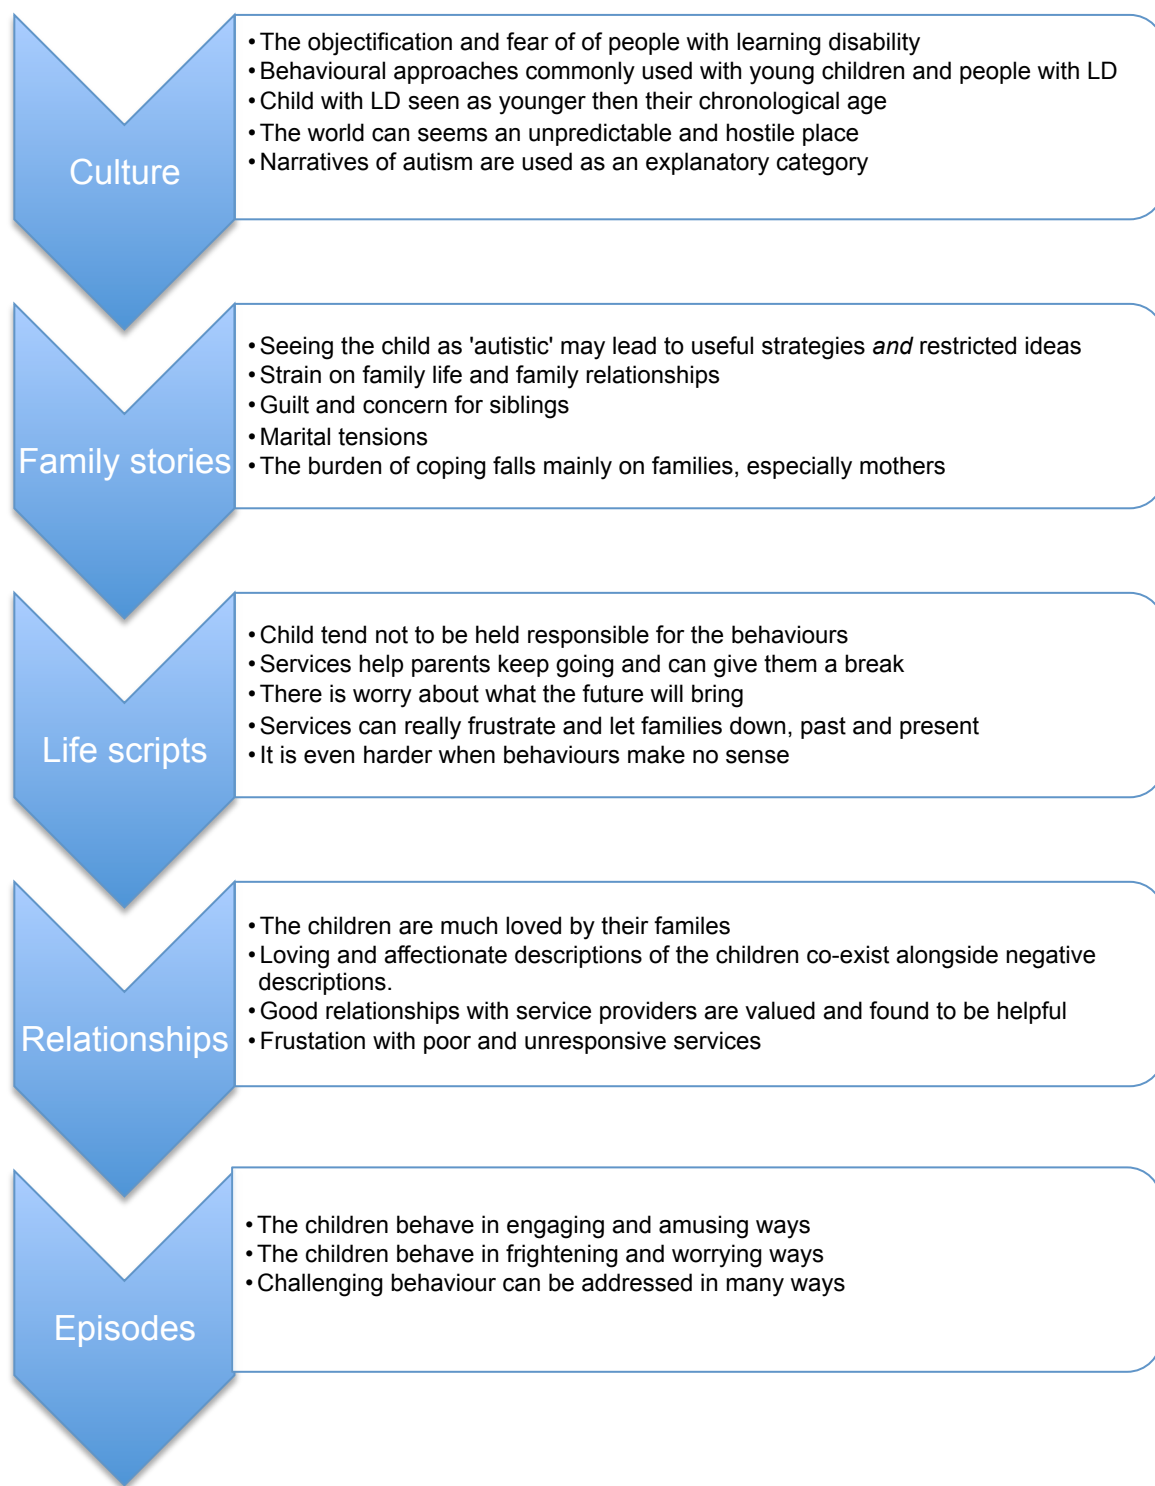 Culture
• The objectification and fear of of people with learning disability
• Behavioural approaches commonly used with young children and people with LD
• Child with LD seen as younger then their chronological age
• The world can seems an unpredictable and hostile place
• Narratives of autism are used as an explanatory category
Family stories
• Seeing the child as 'autistic' may lead to useful strategies and restricted ideas
• Strain on family life and family relationships
• Guilt and concern for siblings
• Marital tensions
• The burden of coping falls mainly on families, especially mothers
Life scripts
• Child tend not to be held responsible for the behaviours
• Services help parents keep going and can give them a break
• There is worry about what the future will bring
• Services can really frustrate and let families down, past and present
• It is even harder when behaviours make no sense
Relationships
• The children are much loved by their familes
• Loving and affectionate descriptions of the children co-exist alongside negative
descriptions.
• Good relationships with service providers are valued and found to be helpful
• Frustation with poor and unresponsive services
Episodes
• The children behave in engaging and amusing ways
• The children behave in frightening and worrying ways
• Challenging behaviour can be addressed in many ways